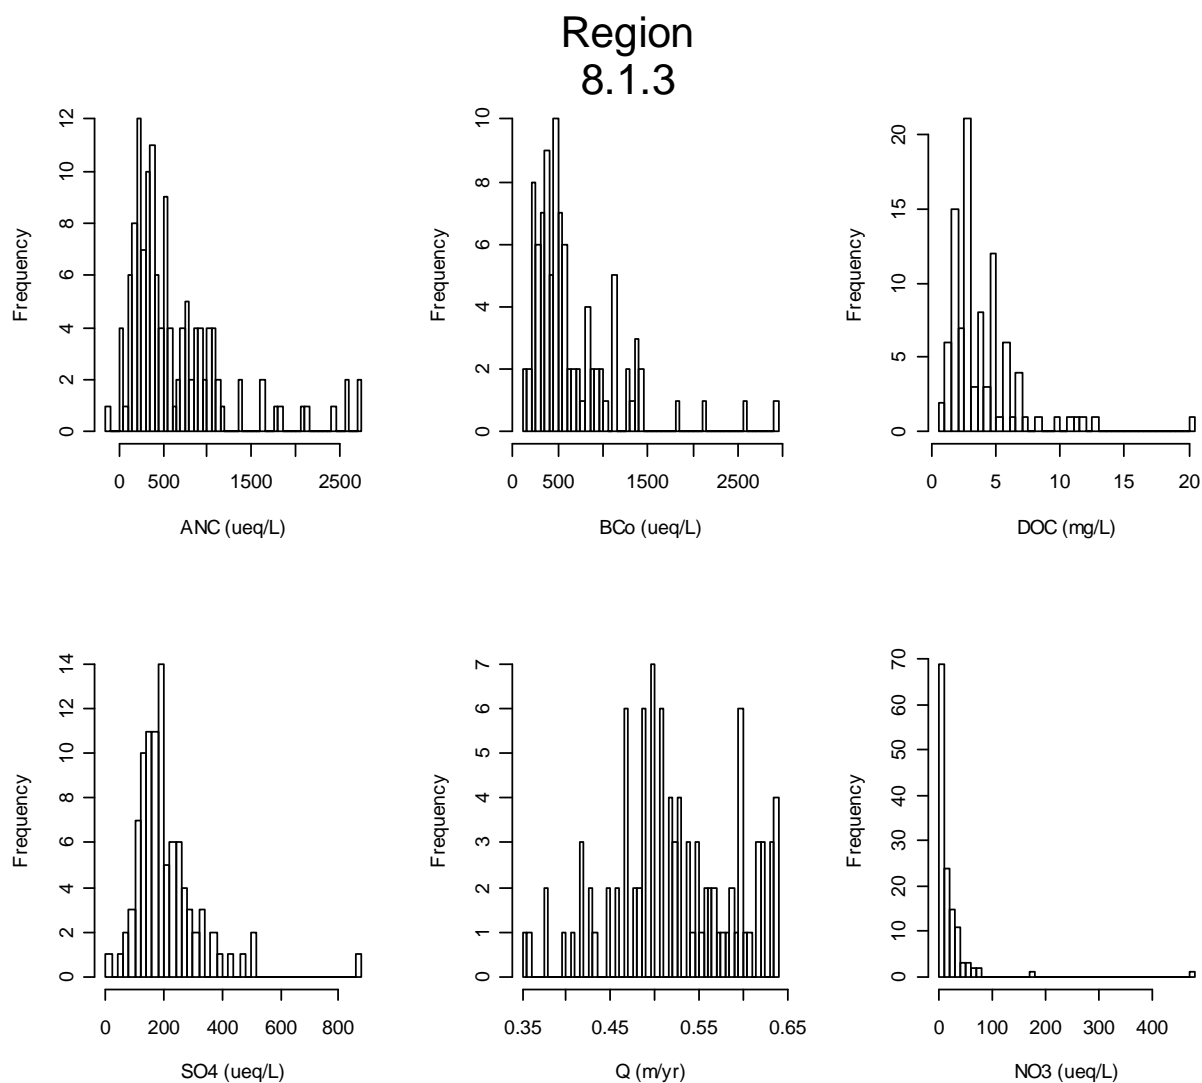 Region
8.1.3
Frequency
0 2 4 6 8 10 12
0 500 1500 2500
ANC (ueq/L)
Frequency
0 2 4 6 8 10
0 500 1500 2500
BCo (ueq/L)
Frequency
0 5 10 15 20
0 5 10 15 20
DOC (mg/L)
Frequency
0 2 4 6 8 10 12 14
0 200 400 600 800
SO4 (ueq/L)
Frequency
0 1 2 3 4 5 6 7
0.35 0.45 0.55 0.65
Q (m/yr)
Frequency
0 10 20 30 40 50 60 70
0 100 200 300 400
NO3 (ueq/L)